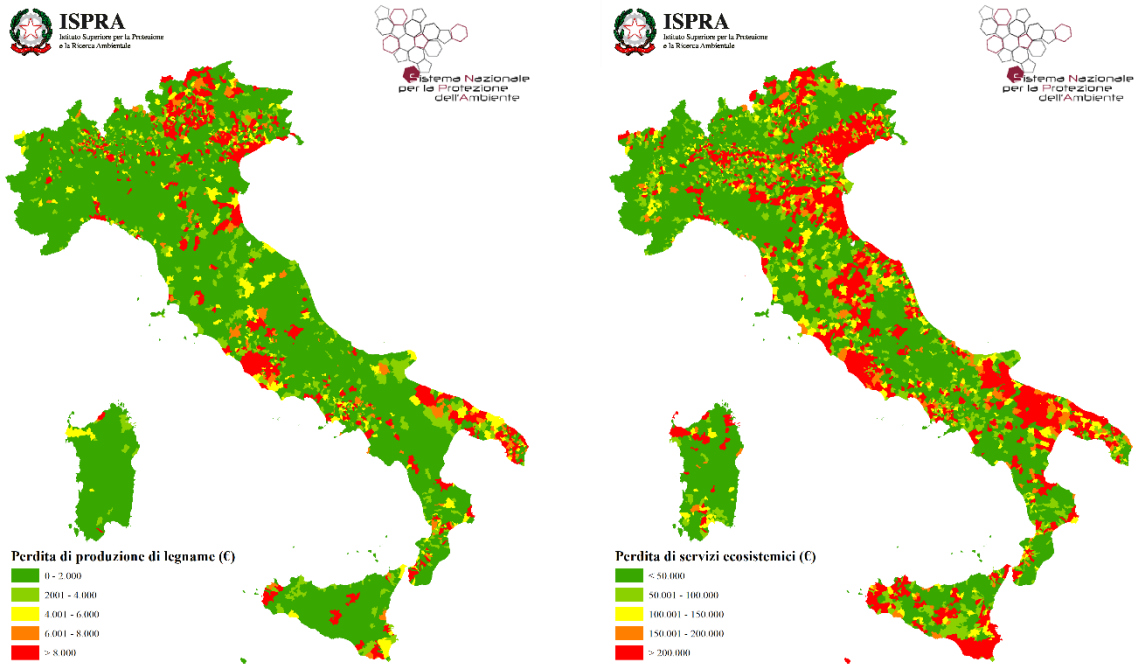 ISPRA
Istituto Superiore per la Protezione
e la Ricerca Ambientale
Sistema Nazionale
per la Protezione
dell'Ambiente
Perdita di produzione di legname (€)
0 - 2.000
2001 - 4.000
4.001 - 6.000
6.001 - 8.000
> 8.000
ISPRA
Istituto Superiore per la Protezione
e la Ricerca Ambientale
Sistema Nazionale
per la Protezione
dell'Ambiente
Perdita di servizi ecosistemici (€)
< 50.000
50.001 - 100.000
100.001 - 150.000
150.001 - 200.000
> 200.000